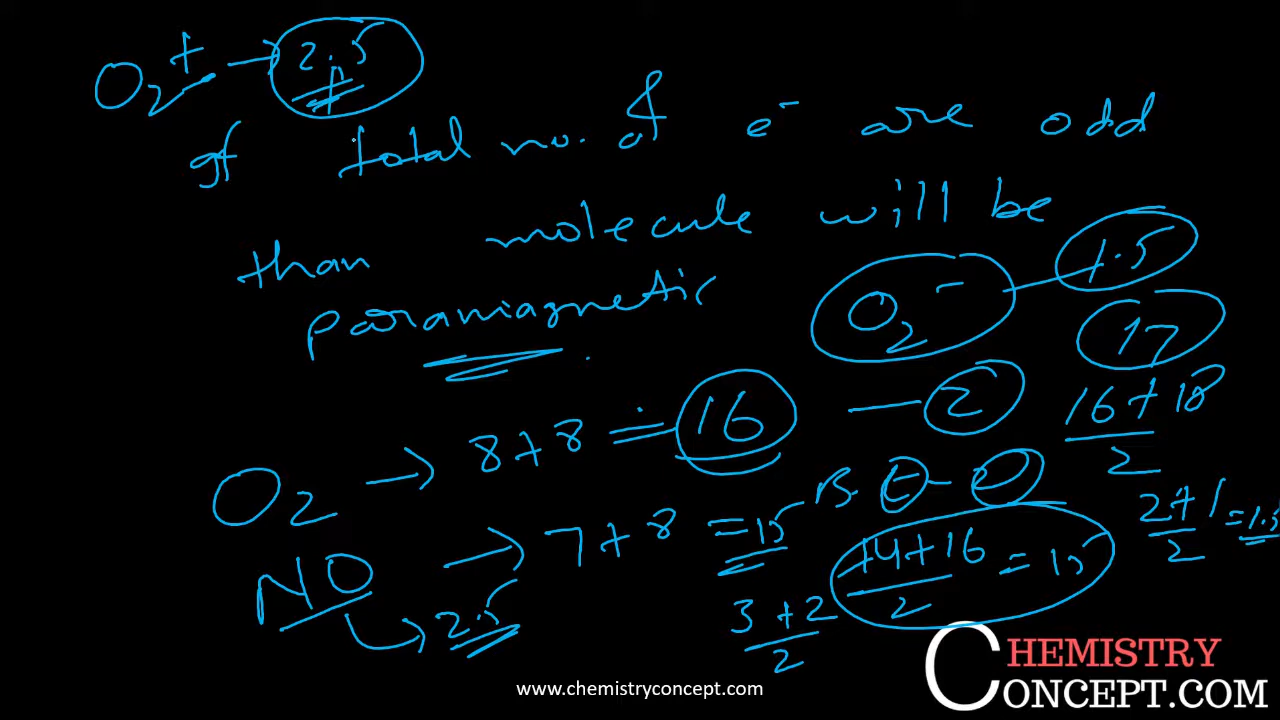 O2+ → 2.5
If total no. of e- are odd
than molecule will be
paramagnetic
O2- — 1.5
17
O2 → 8+8 = 16 — 2
16+18
2
NO → 7+8 = 15 B.
14+16 = 15
2
2+1 = 1.5
2
2.5
3+2
2
CHEMISTRY
CONCEPT.COM
www.chemistryconcept.com